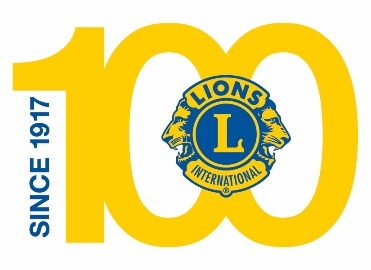 100
SINCE 1917
LIONS
L
INTERNATIONAL
®